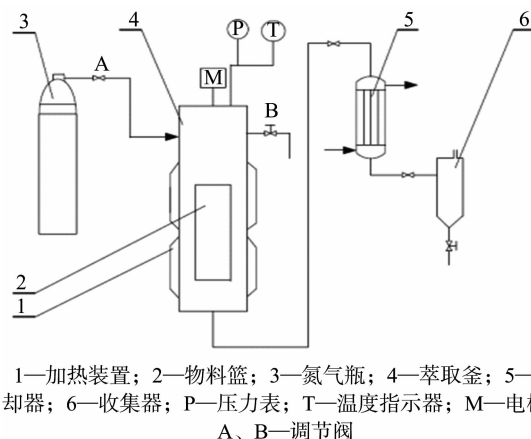 3
A
4
P
T
M
B
5
6
2
1
1—加热装置；2—物料篮；3—氮气瓶；4—萃取釜；5—
却器；6—收集器；P—压力表；T—温度指示器；M—电
A、B—调节阀